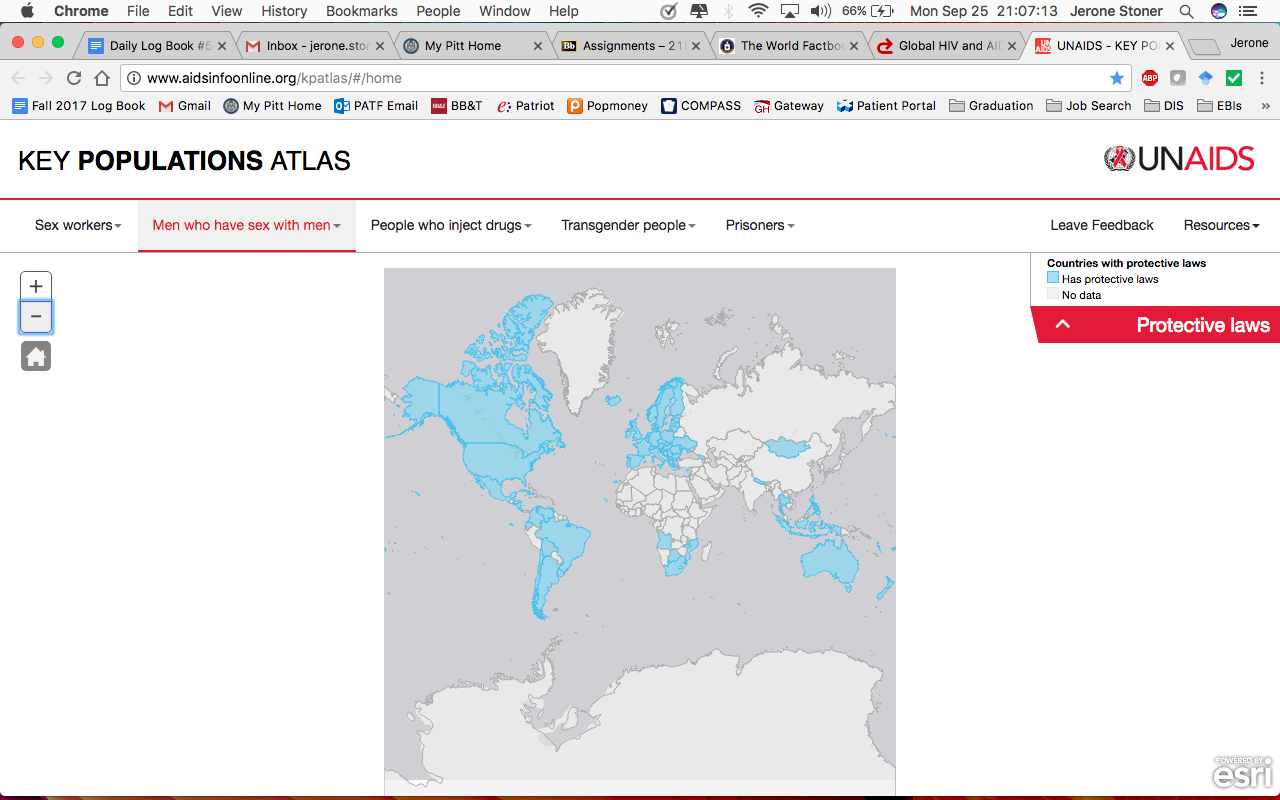 Chrome File Edit View History Bookmarks People Window Help 66% Mon Sep 25 21:07:13 Jerone Stoner
Daily Log Book #5 Inbox - jerone.stor My Pitt Home Assignments – 21 The World Factbo Global HIV and AI UNAIDS - KEY PO Jerone
www.aidsinfoonline.org/kpatlas/#/home ABP
Fall 2017 Log Book Gmail My Pitt Home PATF Email BB&T Patriot Popmoney COMPASS Gateway Patient Portal Graduation Job Search DIS EBIs »
KEY POPULATIONS ATLAS UNAIDS
Sex workers Men who have sex with men People who inject drugs Transgender people Prisoners Leave Feedback Resources
Countries with protective laws
Has protective laws
No data
Protective laws
+
−
POWERED BY
esri